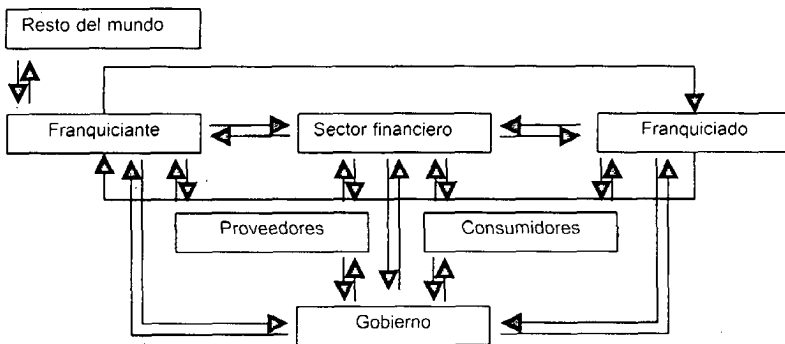 Resto del mundo
Franquiciante
Sector financiero
Franquiciado
Proveedores
Consumidores
Gobierno